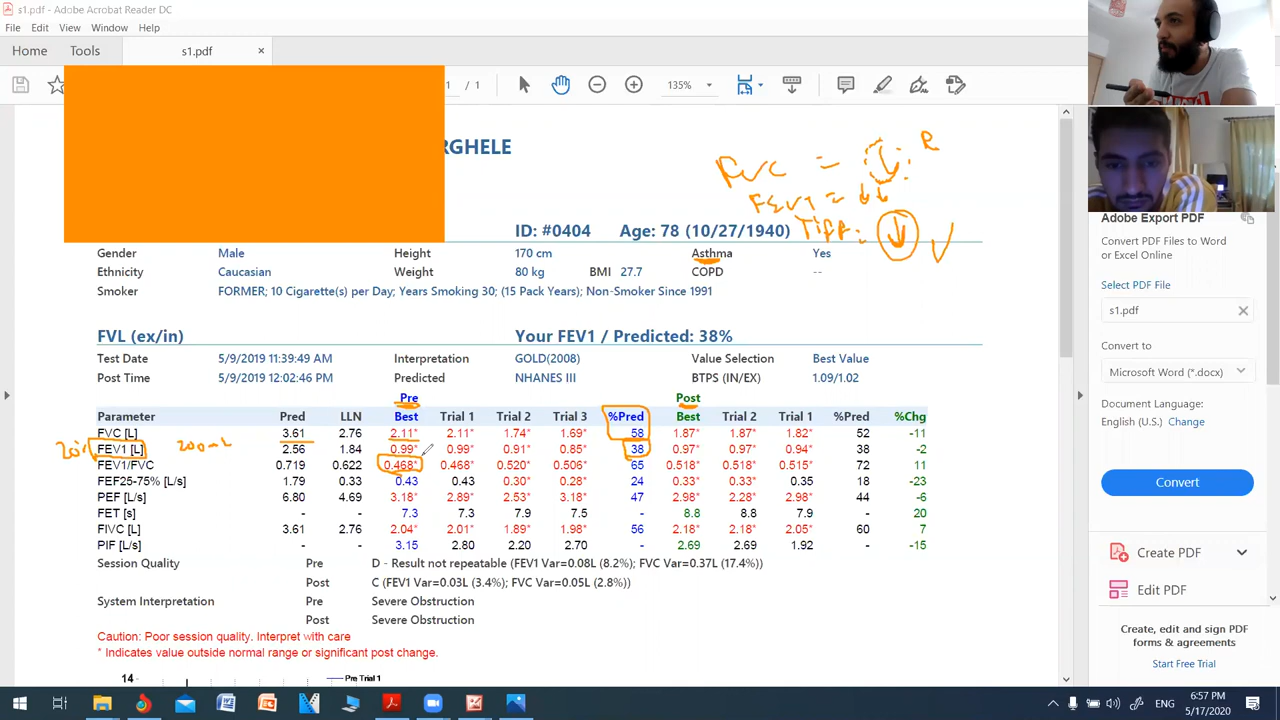 s1.pdf - Adobe Acrobat Reader DC
File Edit View Window Help
Home Tools s1.pdf ×
1 / 1 135%
RGHELE
FVC = ↓ R
FEV1 = ↓↓
Tiff: ↓ ✓
ID: #0404 Age: 78 (10/27/1940)
Gender Male Height 170 cm Asthma Yes
Ethnicity Caucasian Weight 80 kg BMI 27.7 COPD --
Smoker FORMER; 10 Cigarette(s) per Day; Years Smoking 30; (15 Pack Years); Non-Smoker Since 1991
FVL (ex/in) Your FEV1 / Predicted: 38%
Test Date 5/9/2019 11:39:49 AM Interpretation GOLD(2008) Value Selection Best Value
Post Time 5/9/2019 12:02:46 PM Predicted NHANES III BTPS (IN/EX) 1.09/1.02
Pre Post
Parameter Pred LLN Best Trial 1 Trial 2 Trial 3 %Pred Best Trial 2 Trial 1 %Pred %Chg
FVC [L] 3.61 2.76 2.11* 2.11* 1.74* 1.69* 58 1.87* 1.87* 1.82* 52 -11
20% FEV1 [L] 200mL 2.56 1.84 0.99* 0.99* 0.91* 0.85* 38 0.97* 0.97* 0.94* 38 -2
FEV1/FVC 0.719 0.622 0.468* 0.468* 0.520* 0.506* 65 0.518* 0.518* 0.515* 72 11
FEF25-75% [L/s] 1.79 0.33 0.43 0.43 0.30* 0.28* 24 0.33* 0.33* 0.35 18 -23
PEF [L/s] 6.80 4.69 3.18* 2.89* 2.53* 3.18* 47 2.98* 2.28* 2.98* 44 -6
FET [s] - - 7.3 7.3 7.9 7.5 - 8.8 8.8 7.9 - 20
FIVC [L] 3.61 2.76 2.04* 2.01* 1.89* 1.98* 56 2.18* 2.18* 2.05* 60 7
PIF [L/s] - - 3.15 2.80 2.20 2.70 - 2.69 2.69 1.92 - -15
Session Quality Pre D - Result not repeatable (FEV1 Var=0.08L (8.2%); FVC Var=0.37L (17.4%))
Post C (FEV1 Var=0.03L (3.4%); FVC Var=0.05L (2.8%))
System Interpretation Pre Severe Obstruction
Post Severe Obstruction
Caution: Poor session quality. Interpret with care
* Indicates value outside normal range or significant post change.
14 Pre, Trial 1
Adobe Export PDF
Convert PDF Files to Word
or Excel Online
Select PDF File
s1.pdf
Convert to
Microsoft Word (*.docx)
Document Language:
English (U.S.) Change
Convert
Create PDF
Edit PDF
Create, edit and sign PDF
forms & agreements
Start Free Trial
ENG 6:57 PM
5/17/2020